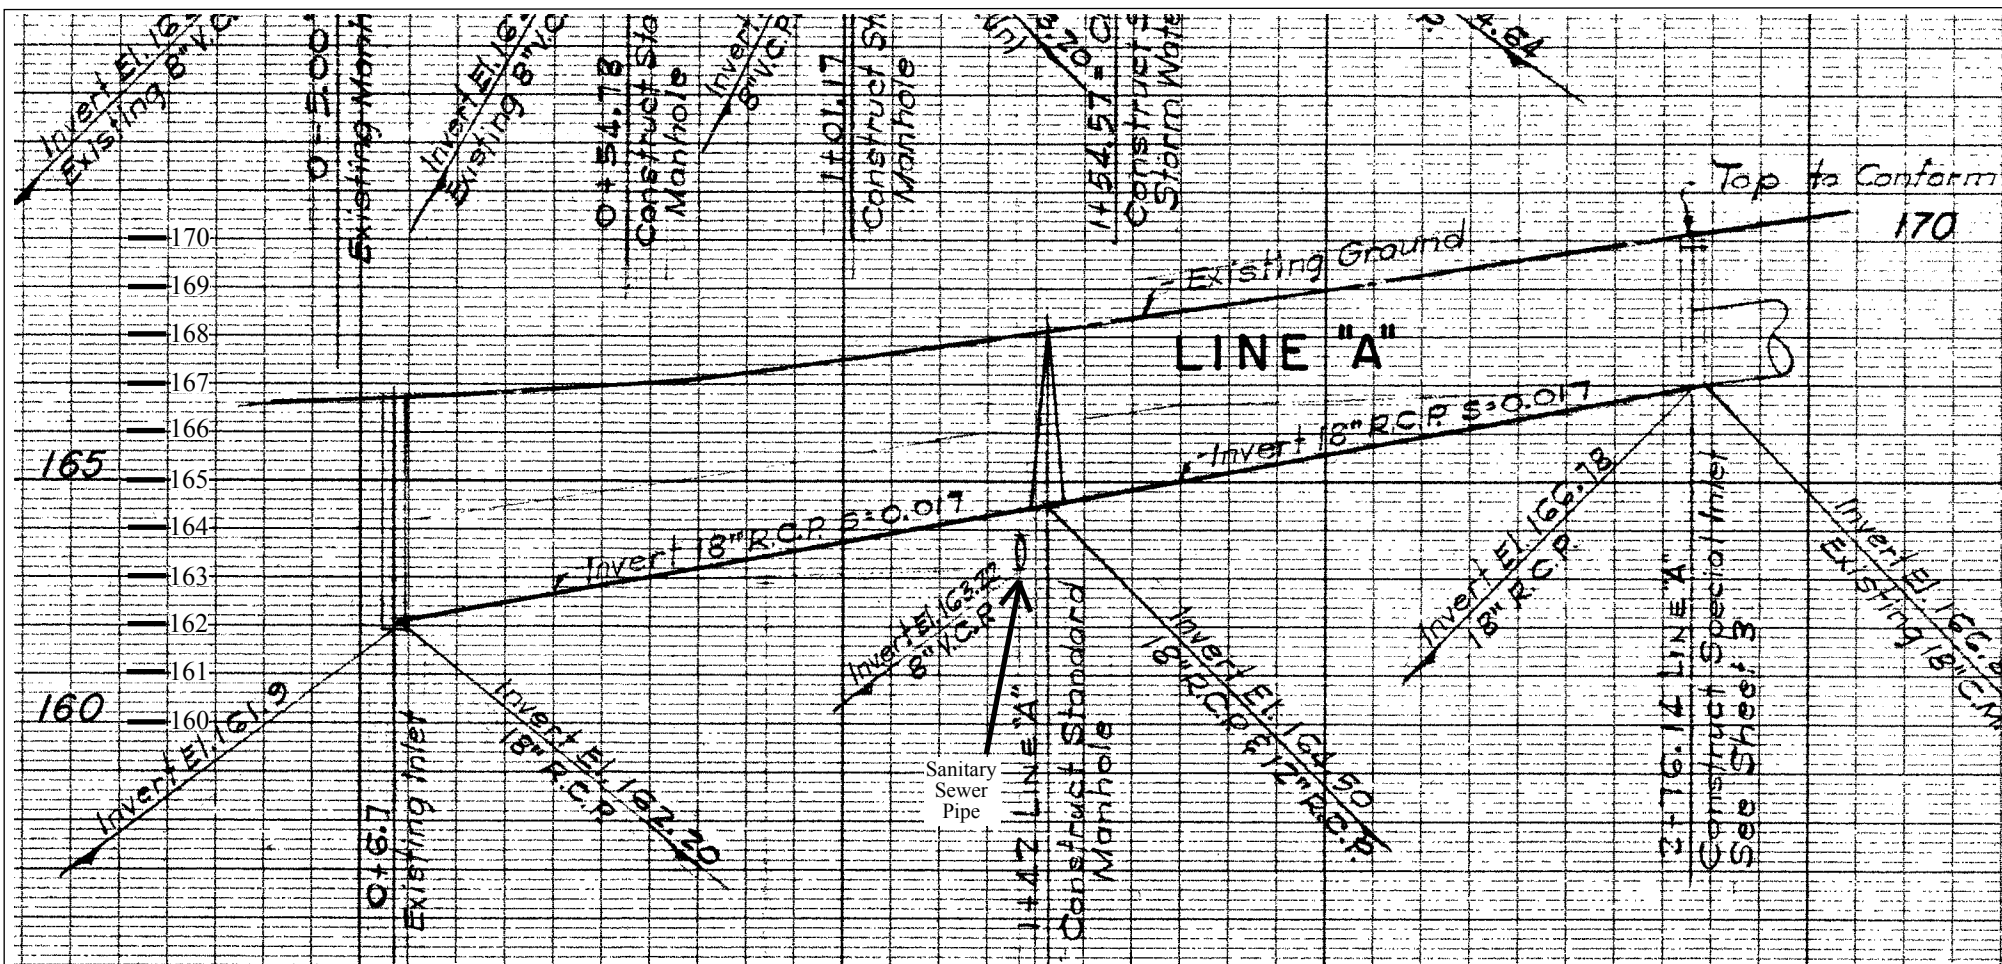 Invert El. 16
Existing 8" V.C.
0-5.00
Existing Manh
Invert El. 16
Existing 8" V.C
0+54.78
Construct Sta
Manhole
Invert
8" V.C.P
1+01.17
Construct Sta
Manhole
1+54.57 = 
Construct S
Storm Wate
4.64
Top to Conform
170
170
169
168
167
166
165
164
163
162
161
160
165
160
Existing Ground
LINE "A"
Invert 18" R.C.P. S=0.017
Invert 18" R.C.P. S=0.017
Invert El. 161.9
0+6.7
Existing Inlet
Invert El. 162.20
18" R.C.P.
Invert El. 163.22
8" V.C.P.
Sanitary
Sewer
Pipe
1+42 LINE "A"
Construct Standard
Manhole
Invert El. 164.50
18" R.C.P. & 12" R.C.P.
Invert El. 166.78
18" R.C.P.
2+76.14 LINE "A"
Construct Special Inlet
See Sheet 3
Invert El. 166.
Existing 18" C.M